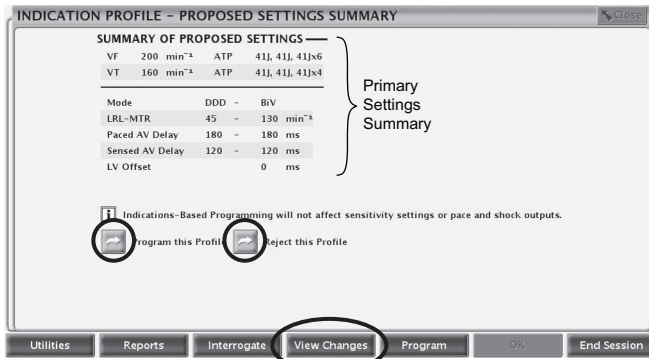 INDICATION PROFILE – PROPOSED SETTINGS SUMMARY
Close
SUMMARY OF PROPOSED SETTINGS
VF 200 min⁻¹ ATP 41J, 41J, 41Jx6
VT 160 min⁻¹ ATP 41J, 41J, 41Jx4
Mode DDD – BiV
LRL-MTR 45 – 130 min⁻¹
Paced AV Delay 180 – 180 ms
Sensed AV Delay 120 – 120 ms
LV Offset 0 ms
Primary
Settings
Summary
i Indications-Based Programming will not affect sensitivity settings or pace and shock outputs.
Program this Profile Reject this Profile
Utilities Reports Interrogate View Changes Program OK End Session